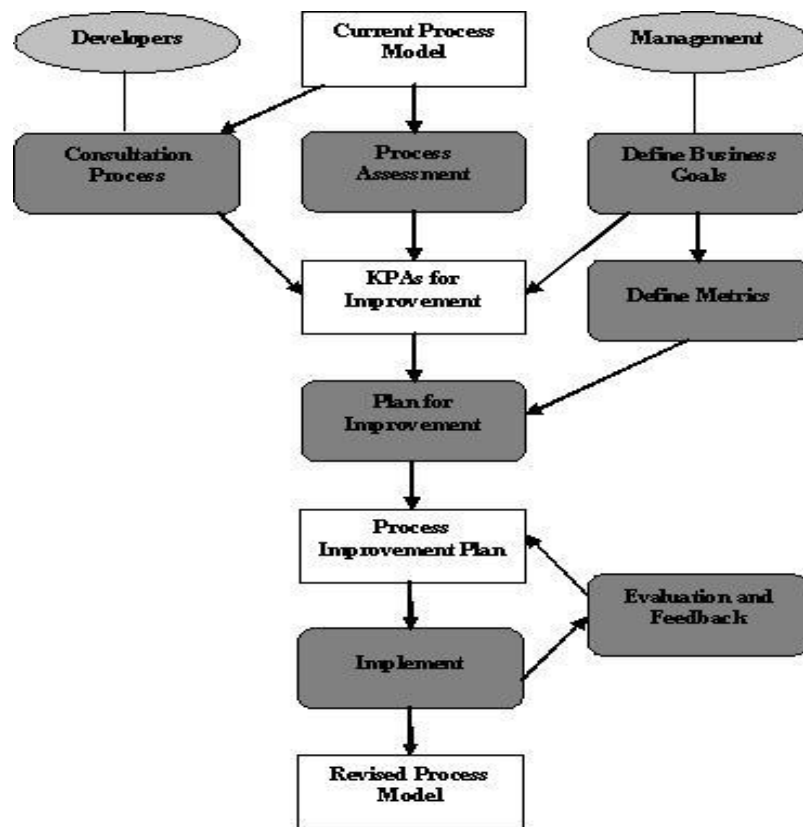 Developers
Current Process
Model
Management
Consultation
Process
Process
Assessment
Define Business
Goals
KPAs for
Improvement
Define Metrics
Plan for
Improvement
Process
Improvement Plan
Evaluation and
Feedback
Implement
Revised Process
Model